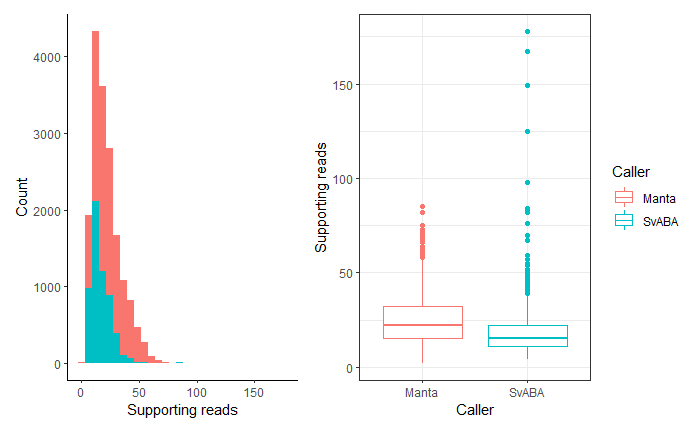 Count
4000
3000
2000
1000
0
0 50 100 150
Supporting reads
Supporting reads
150
100
50
0
Manta SvABA
Caller
Caller
Manta
SvABA